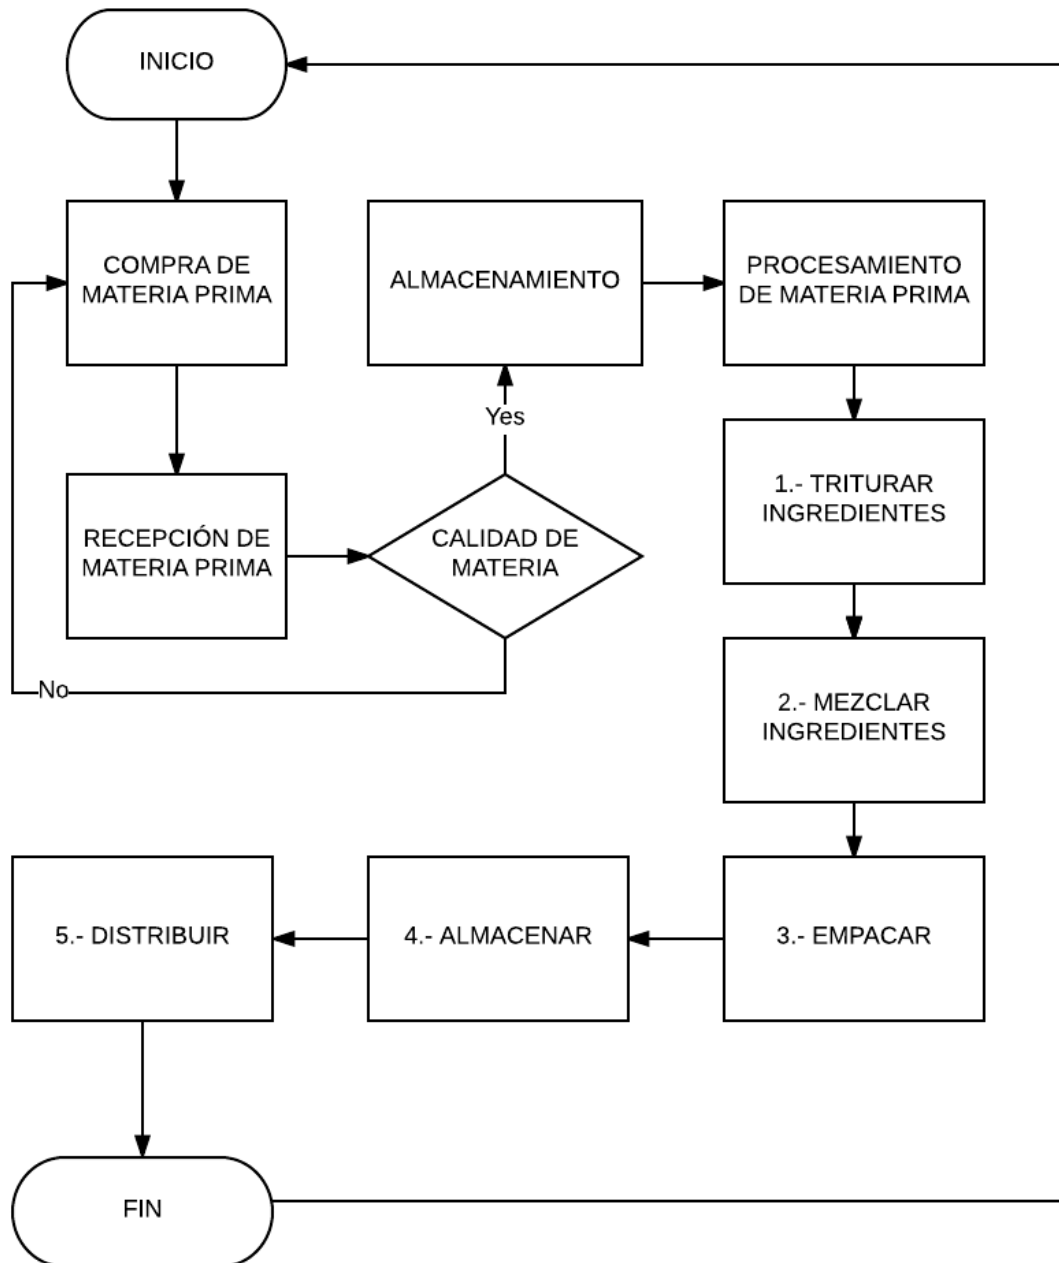 INICIO
COMPRA DE
MATERIA PRIMA
RECEPCIÓN DE
MATERIA PRIMA
CALIDAD DE
MATERIA
No
Yes
ALMACENAMIENTO
PROCESAMIENTO
DE MATERIA PRIMA
1.- TRITURAR
INGREDIENTES
2.- MEZCLAR
INGREDIENTES
3.- EMPACAR
4.- ALMACENAR
5.- DISTRIBUIR
FIN